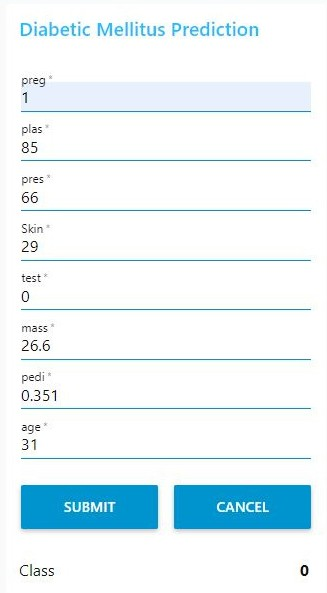 Diabetic Mellitus Prediction
preg *
1
plas *
85
pres *
66
Skin *
29
test *
0
mass *
26.6
pedi *
0.351
age *
31
SUBMIT CANCEL
Class 0